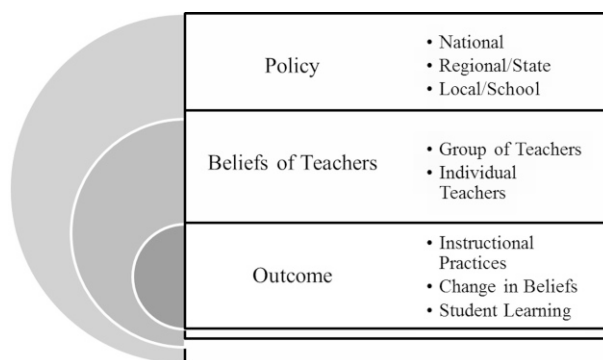 Policy
• National
• Regional/State
• Local/School
Beliefs of Teachers
• Group of Teachers
• Individual
Teachers
Outcome
• Instructional
Practices
• Change in Beliefs
• Student Learning